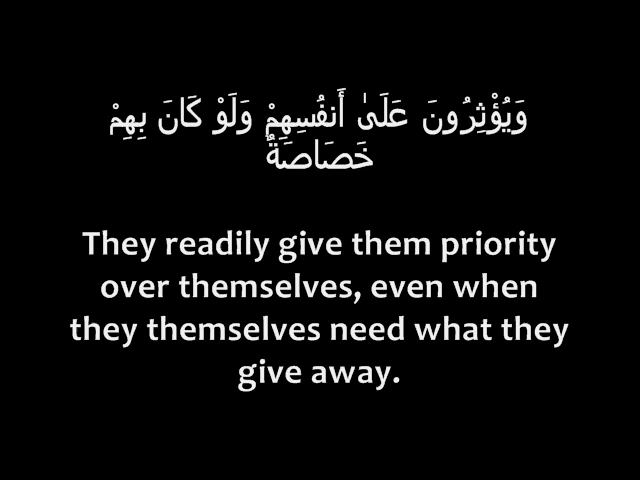 وَيُؤْثِرُونَ عَلَىٰ أَنفُسِهِمْ وَلَوْ كَانَ بِهِمْ
خَصَاصَةٌ
They readily give them priority
over themselves, even when
they themselves need what they
give away.